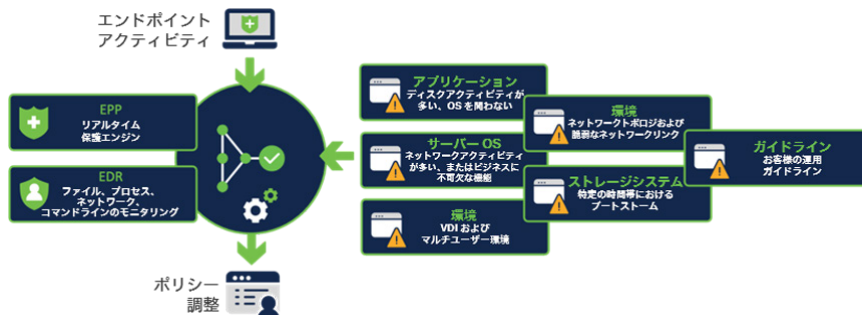 エンドポイント
アクティビティ
EPP
リアルタイム
保護エンジン
EDR
ファイル、プロセス、
ネットワーク、
コマンドラインのモニタリング
アプリケーション
ディスクアクティビティが
多い、OSを問わない
サーバー OS
ネットワークアクティビティ
が多い、またはビジネスに
不可欠な機能
環境
VDI および
マルチユーザー環境
環境
ネットワークトポロジおよび
脆弱なネットワークリンク
ストレージシステム
特定の時間帯における
ブートストーム
ガイドライン
お客様の運用
ガイドライン
ポリシー
調整